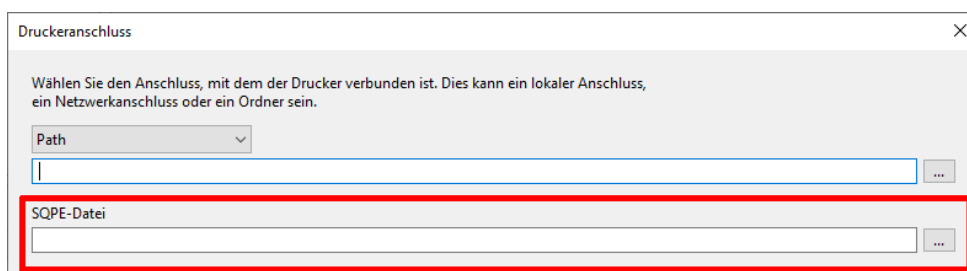 Druckeranschluss
Wählen Sie den Anschluss, mit dem der Drucker verbunden ist. Dies kann ein lokaler Anschluss,
ein Netzwerkanschluss oder ein Ordner sein.
Path
...
SQPE-Datei
...